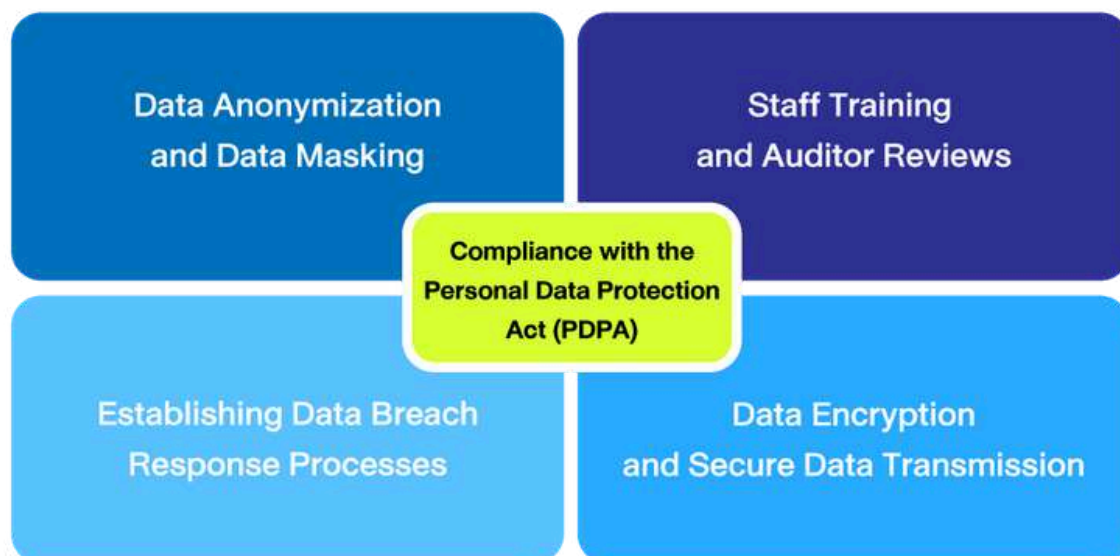 Data Anonymization
and Data Masking
Staff Training
and Auditor Reviews
Compliance with the
Personal Data Protection
Act (PDPA)
Establishing Data Breach
Response Processes
Data Encryption
and Secure Data Transmission